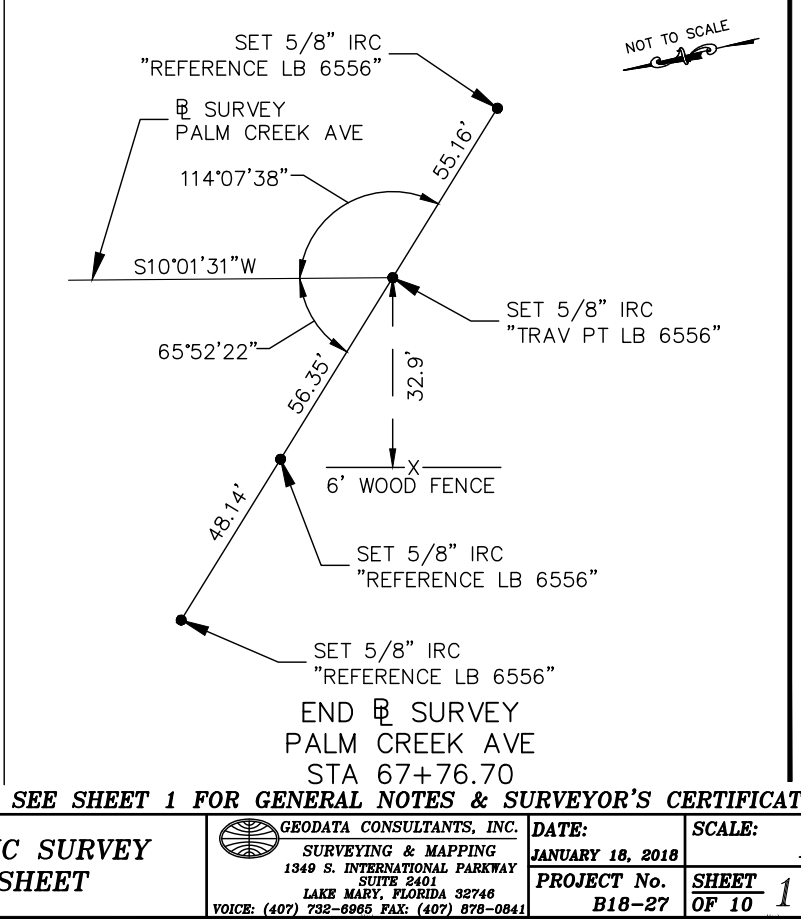 SET 5/8" IRC
"REFERENCE LB 6556"
NOT TO SCALE
BL SURVEY
PALM CREEK AVE
55.16'
114°07'38"
S10°01'31"W
SET 5/8" IRC
"TRAV PT LB 6556"
65°52'22"
56.35'
32.9'
X
6' WOOD FENCE
48.14'
SET 5/8" IRC
"REFERENCE LB 6556"
SET 5/8" IRC
"REFERENCE LB 6556"
END BL SURVEY
PALM CREEK AVE
STA 67+76.70
SEE SHEET 1 FOR GENERAL NOTES & SURVEYOR'S CERTIFICAT
IC SURVEY
SHEET
GEODATA CONSULTANTS, INC.
SURVEYING & MAPPING
1349 S. INTERNATIONAL PARKWAY
SUITE 2401
LAKE MARY, FLORIDA 32746
VOICE: (407) 732-6965 FAX: (407) 878-0841
DATE:
JANUARY 18, 2018
SCALE:
PROJECT No.
B18-27
SHEET 1
OF 10